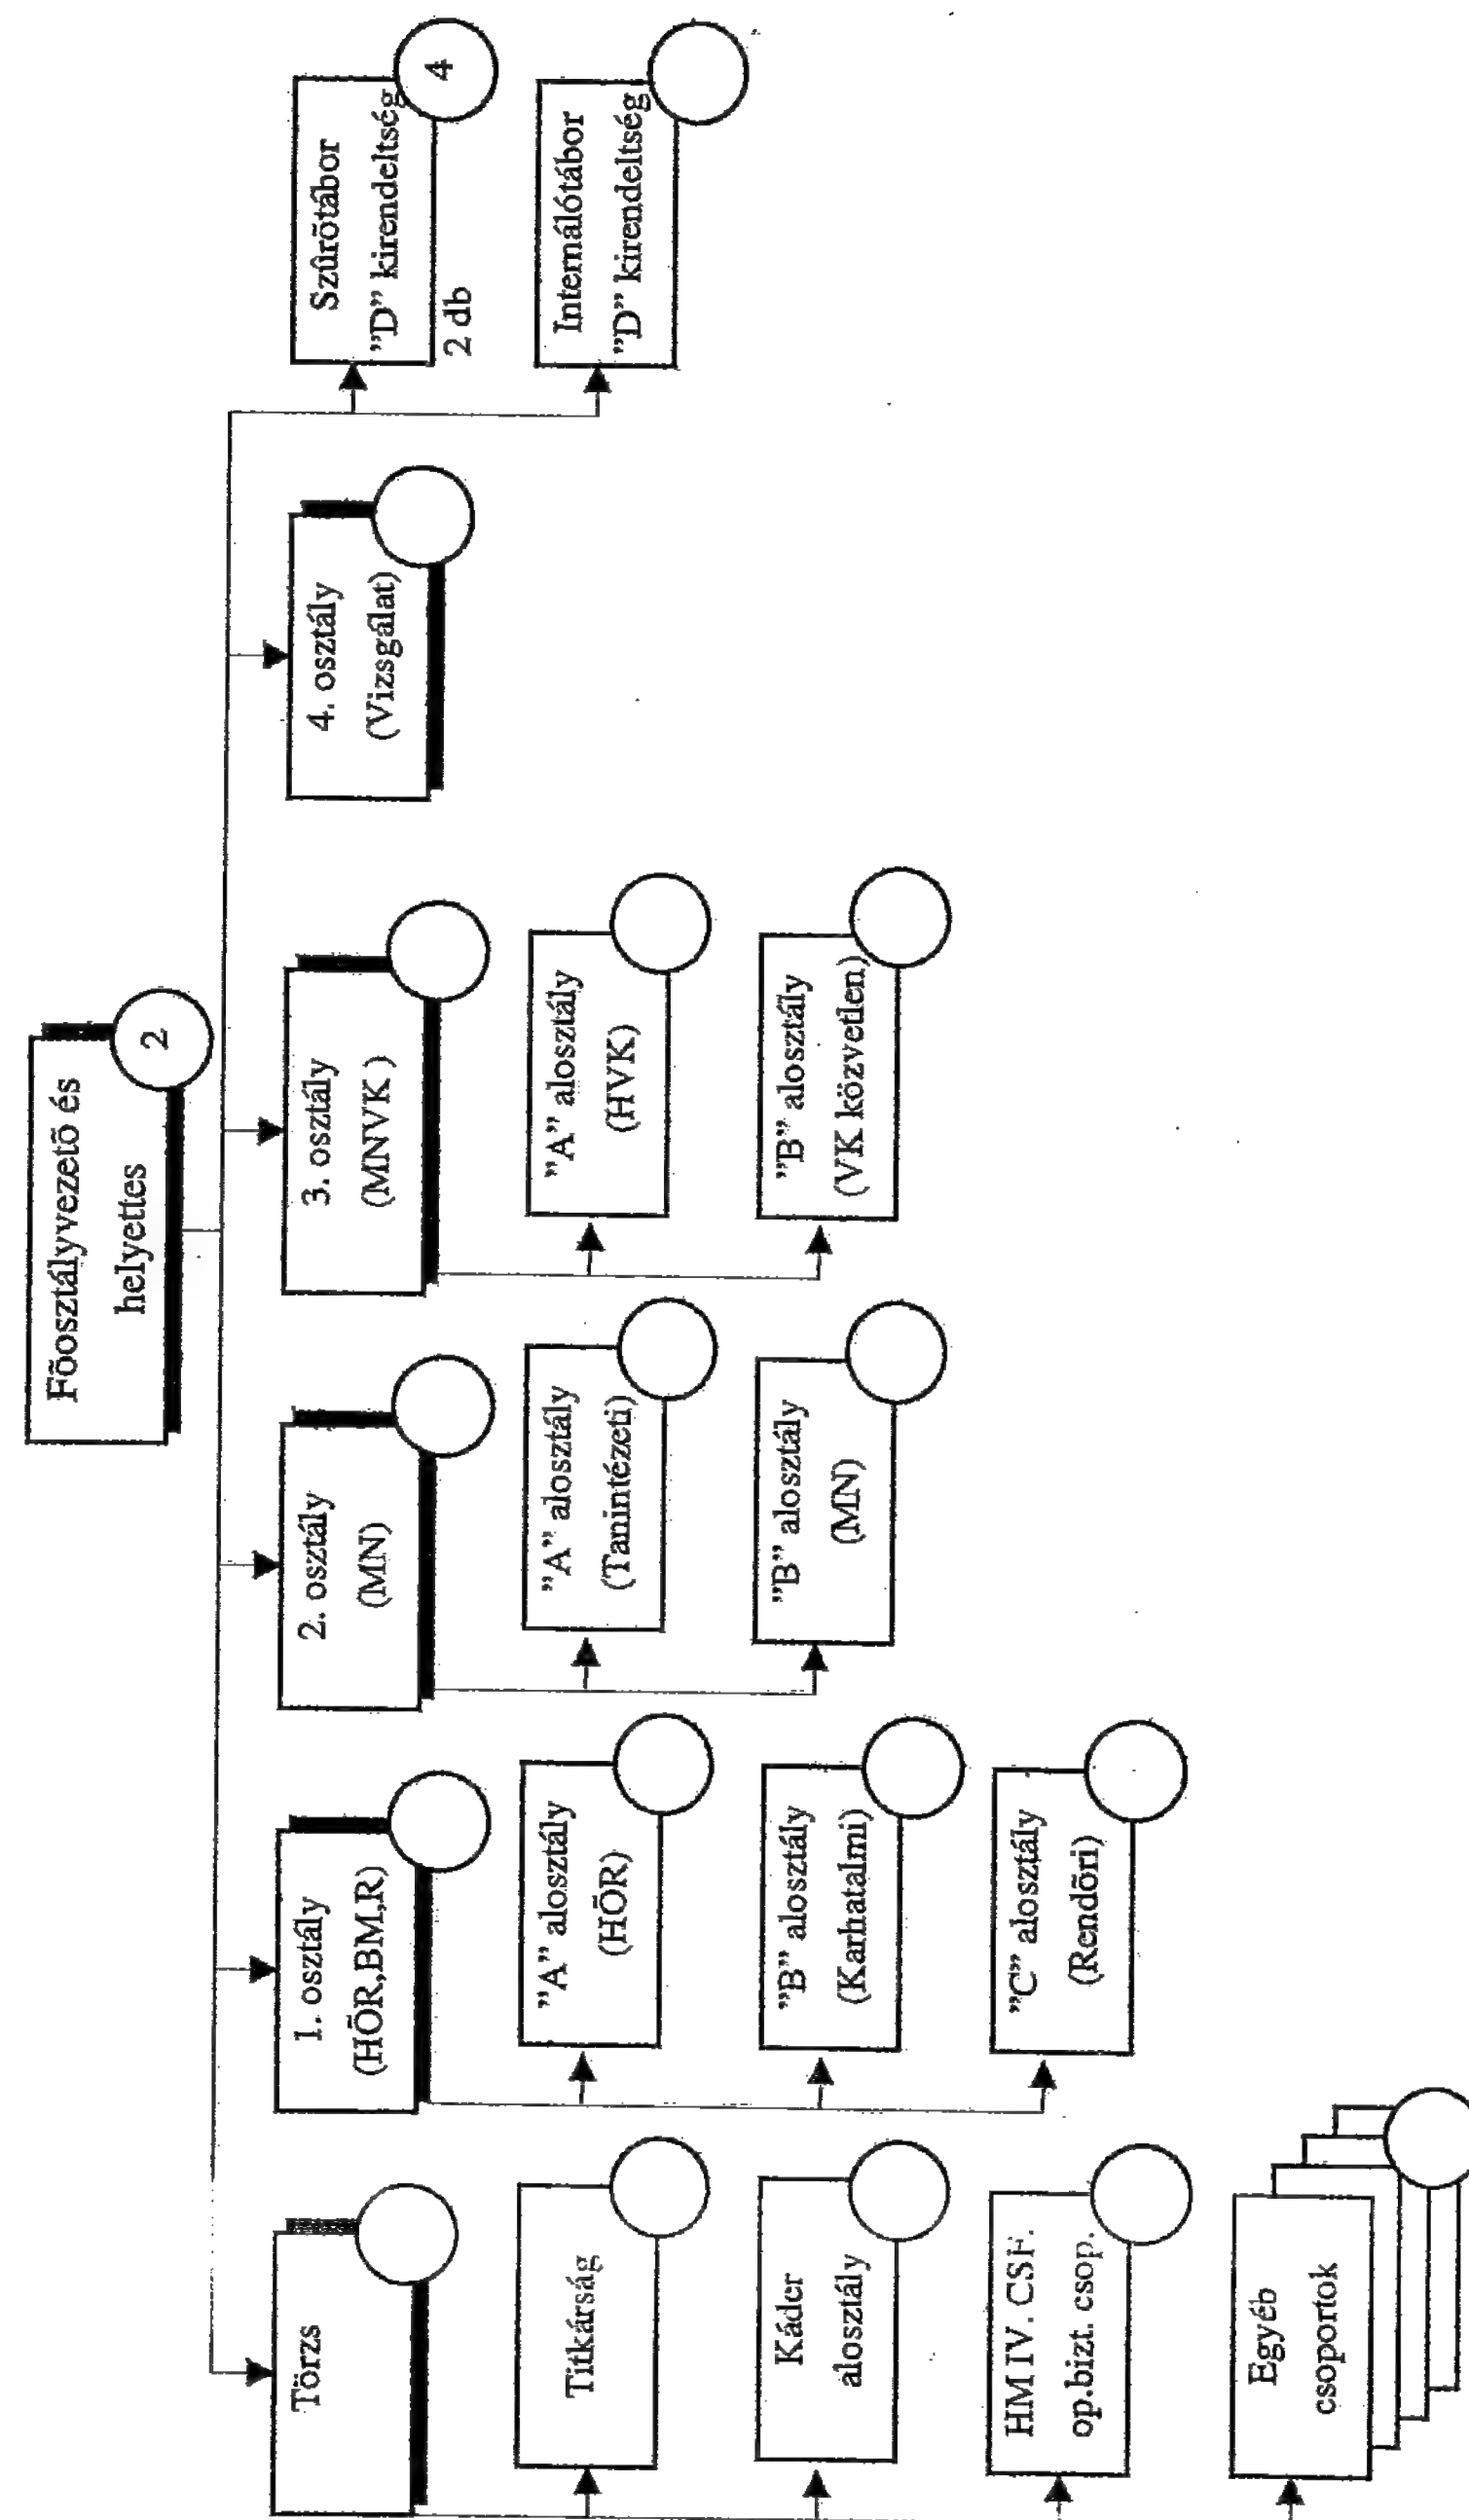 Főosztályvezető és
helyettes
2
Törzs
Titkárság
Káder
alosztály
HM IV. CSF.
op.bizt. csop.
Egyéb
csoportok
1. osztály
(HŐR,BM,R)
"A" alosztály
(HŐR)
"B" alosztály
(Karhatalmi)
"C" alosztály
(Rendőri)
2. osztály
(MN)
"A" alosztály
(Tanintézeti)
"B" alosztály
(MN)
3. osztály
(MNVK)
"A" alosztály
(HVK)
"B" alosztály
(VK közvetlen)
4. osztály
(Vizsgálat)
Szűrőtábor
"D" kirendeltség
4
2 db
Internálótábor
"D" kirendeltség